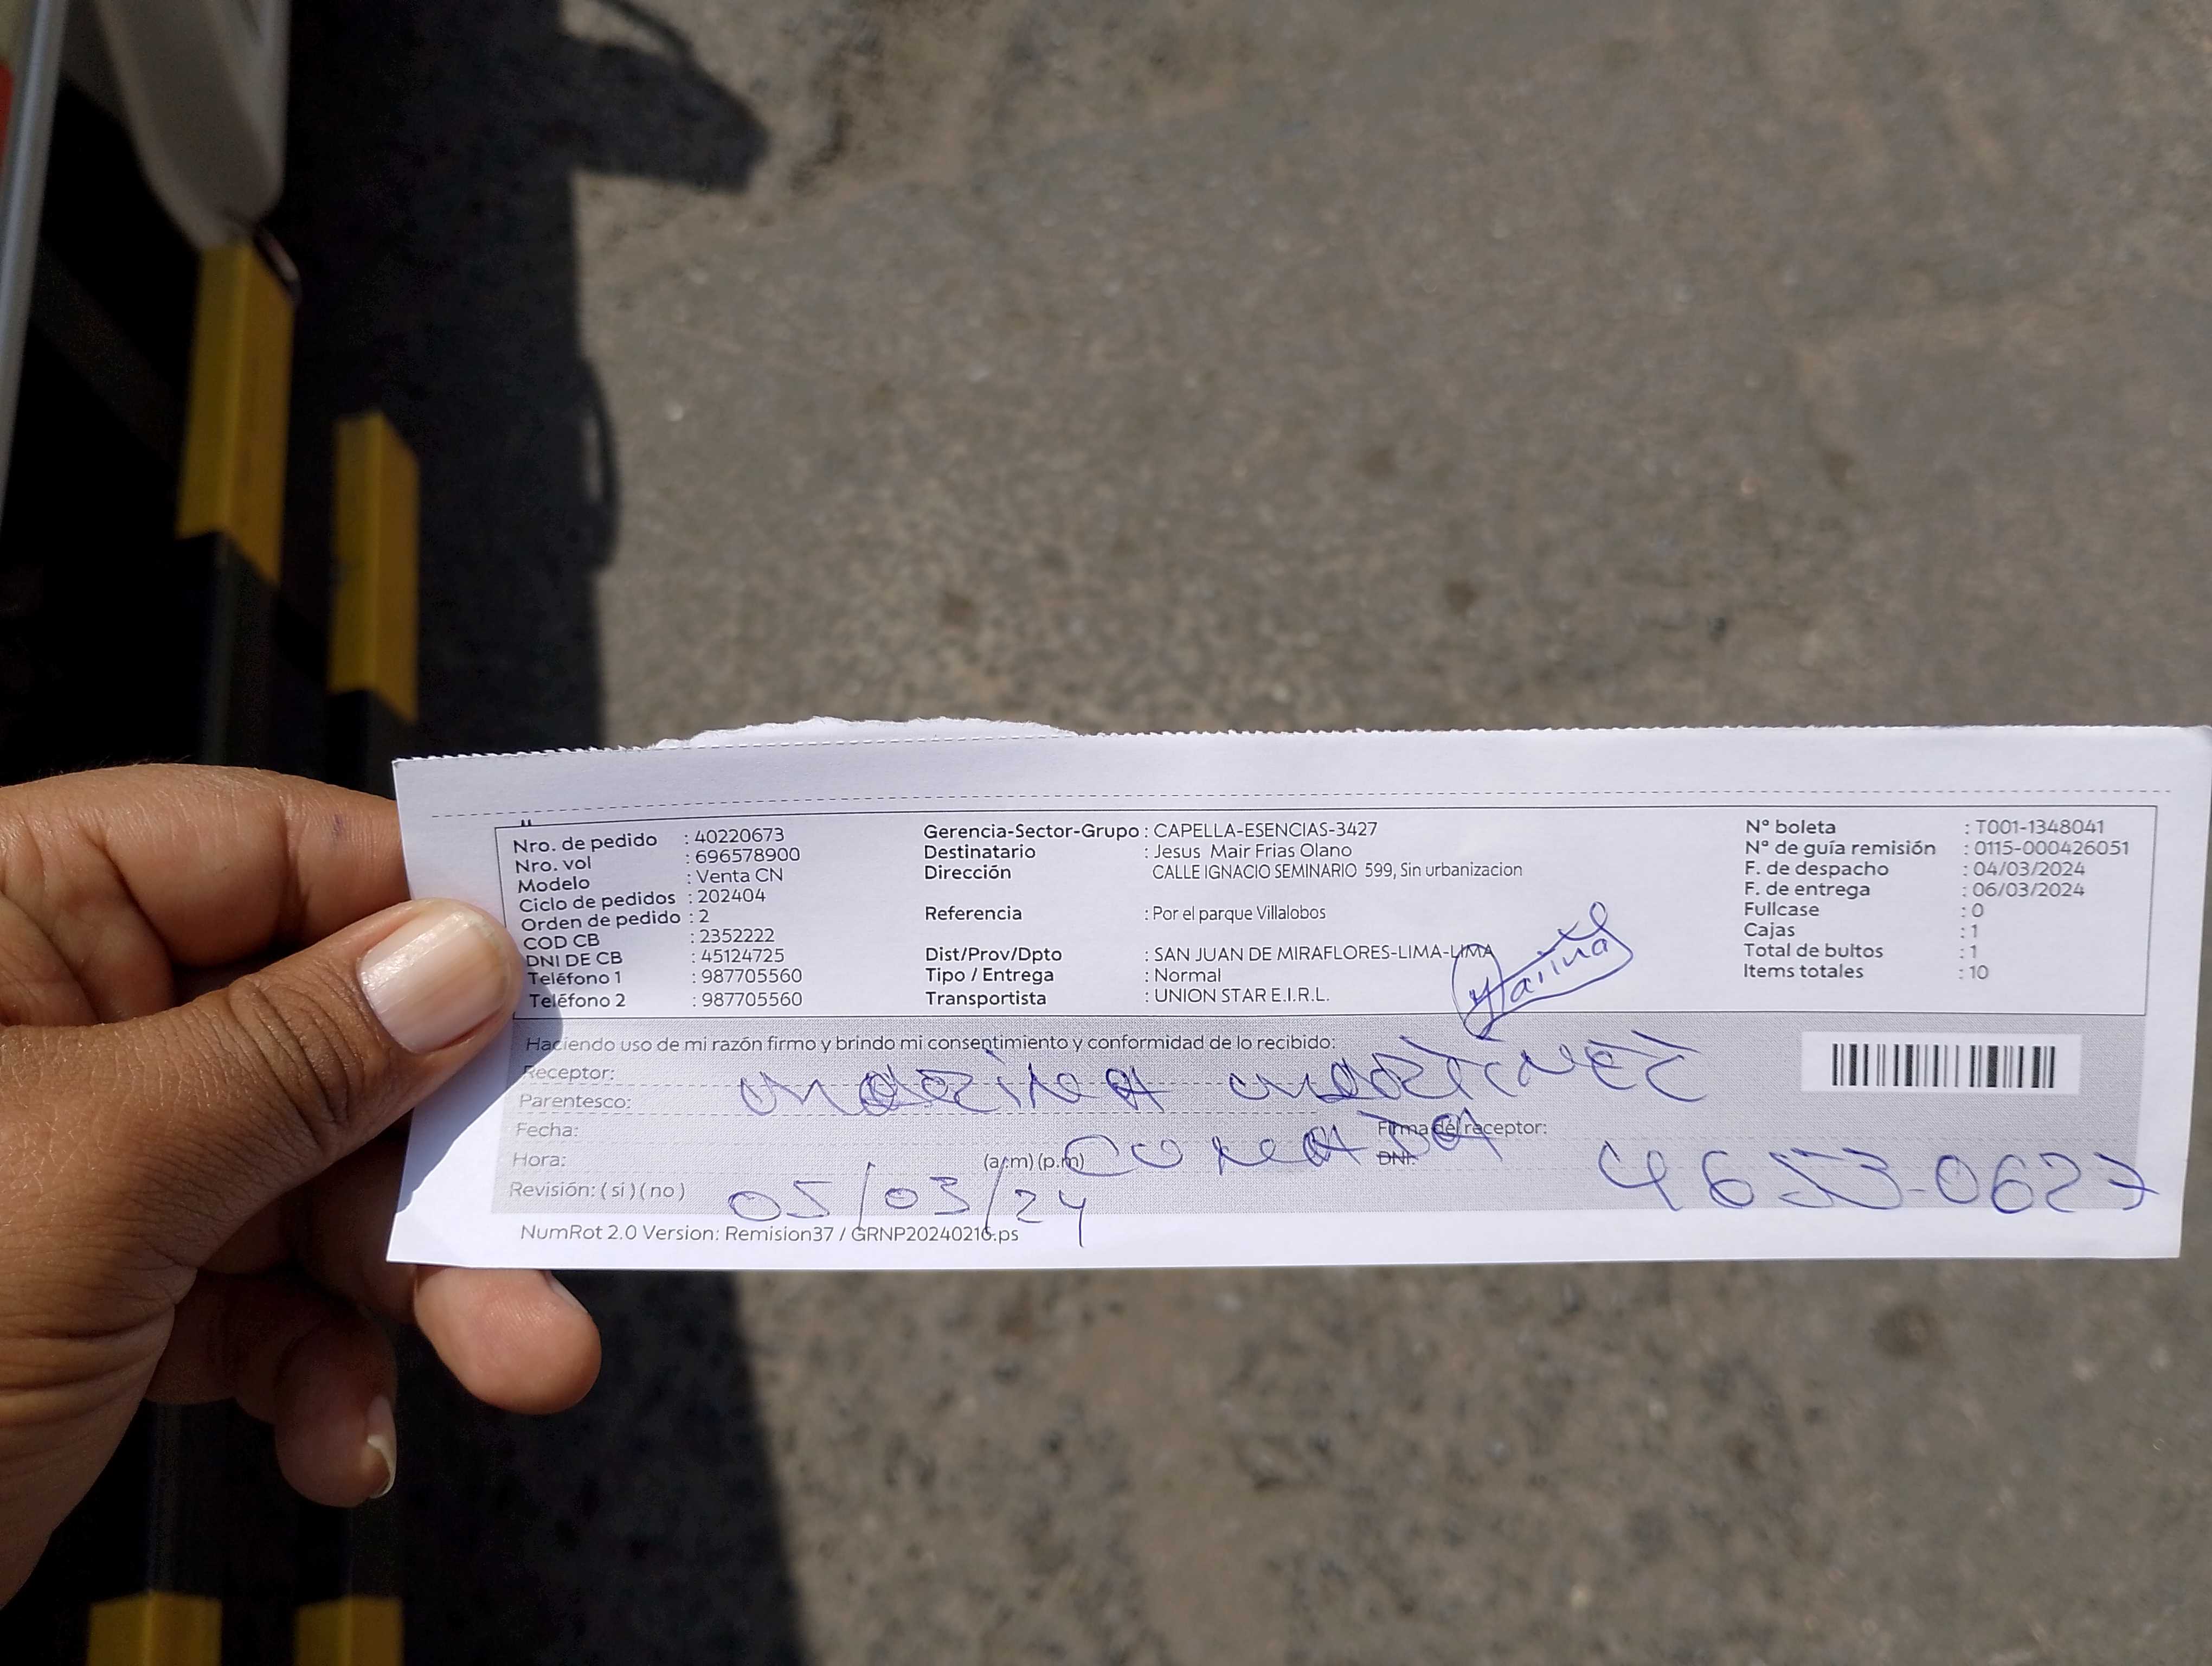 Nro. de pedido : 40220673
Nro. vol : 696578900
Modelo : Venta CN
Ciclo de pedidos : 202404
Orden de pedido : 2
COD CB : 2352222
DNI DE CB : 45124725
Teléfono 1 : 987705560
Teléfono 2 : 987705560
Gerencia-Sector-Grupo : CAPELLA-ESENCIAS-3427
Destinatario : Jesus Mair Frias Olano
Dirección CALLE IGNACIO SEMINARIO 599, Sin urbanizacion
Referencia : Por el parque Villalobos
Dist/Prov/Dpto : SAN JUAN DE MIRAFLORES-LIMA-LIMA
Tipo / Entrega : Normal
Transportista : UNION STAR E.I.R.L.
N° boleta : T001-1348041
N° de guía remisión : 0115-000426051
F. de despacho : 04/03/2024
F. de entrega : 06/03/2024
Fullcase : 0
Cajas : 1
Total de bultos : 1
Items totales : 10
Marina
Haciendo uso de mi razón firmo y brindo mi consentimiento y conformidad de lo recibido:
Receptor: marina martinez
Parentesco:
Fecha: Firma del receptor:
Hora: (a.m) (p.m) DNI: 4653-0627
Revisión: ( si ) ( no ) 05/03/24
NumRot 2.0 Version: Remision37 / GRNP20240216.ps